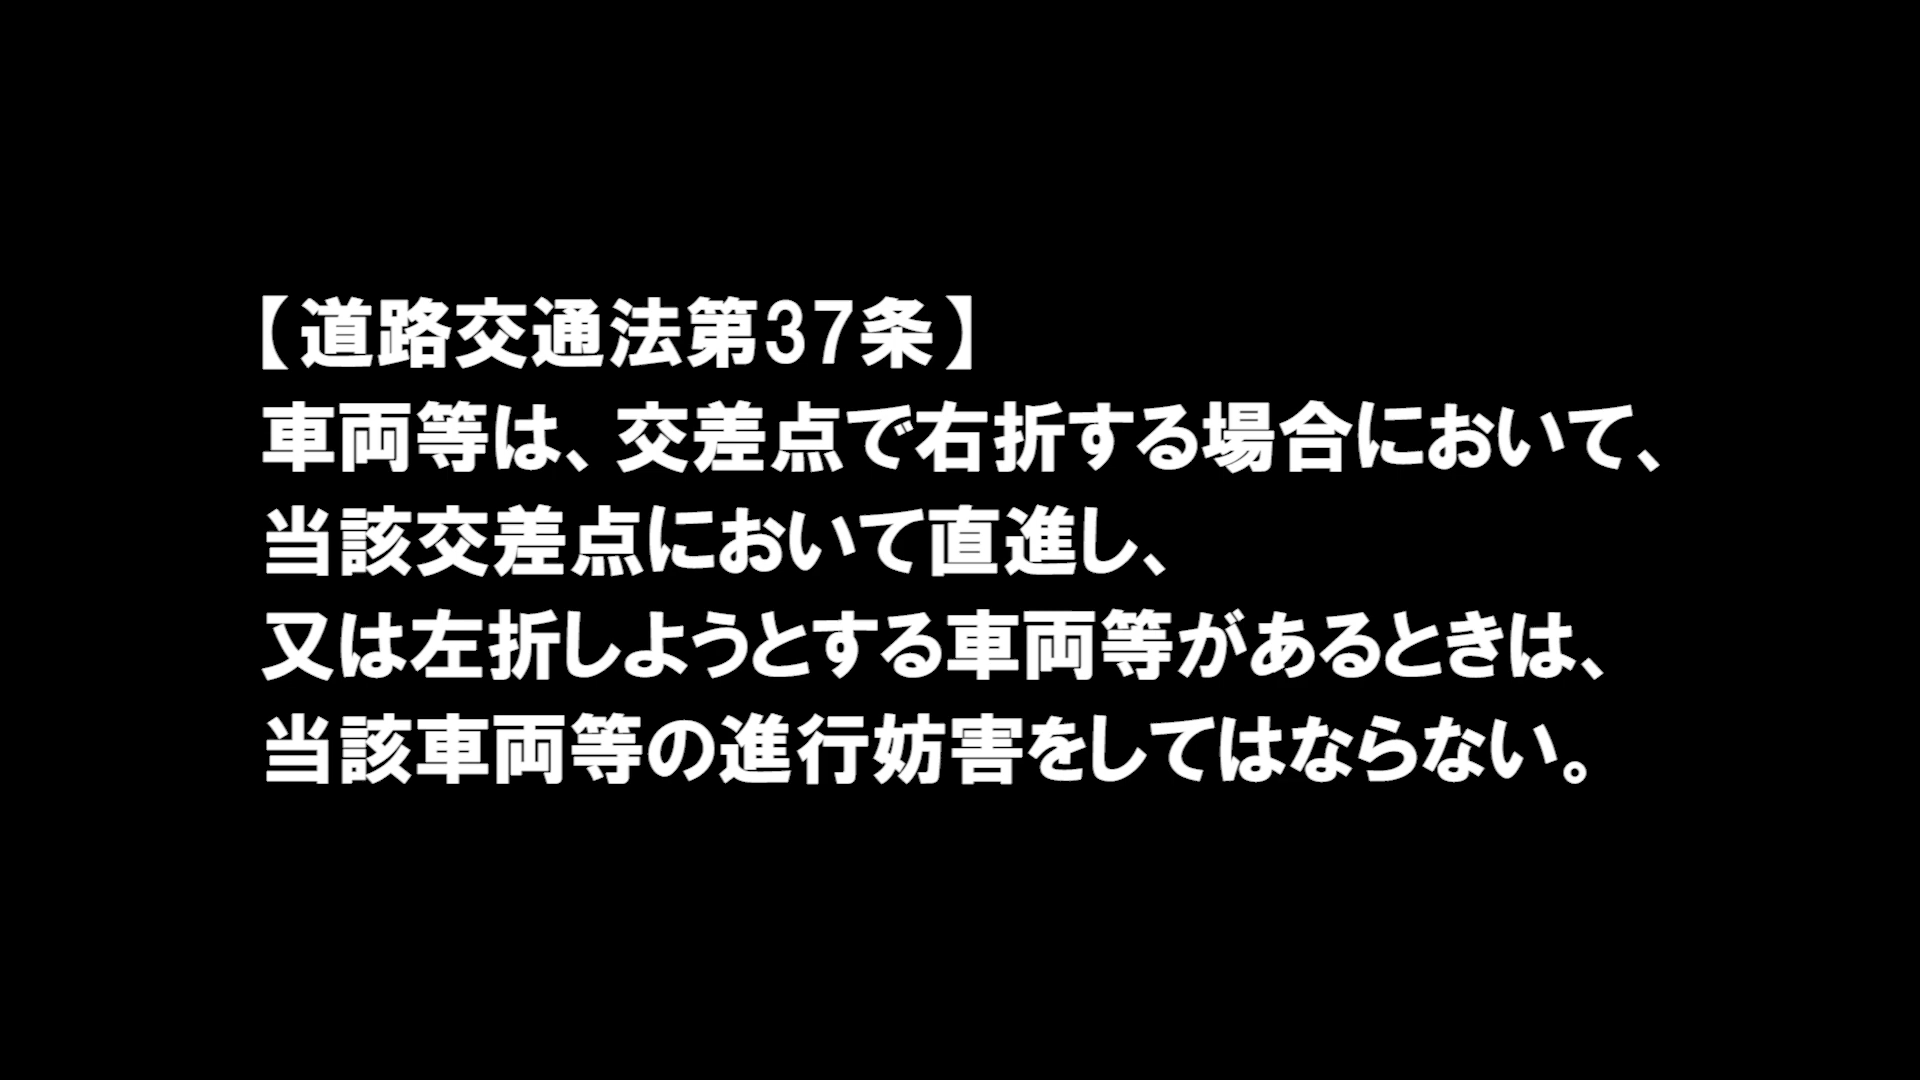 【道路交通法第37条】
車両等は、交差点で右折する場合において、
当該交差点において直進し、
又は左折しようとする車両等があるときは、
当該車両等の進行妨害をしてはならない。